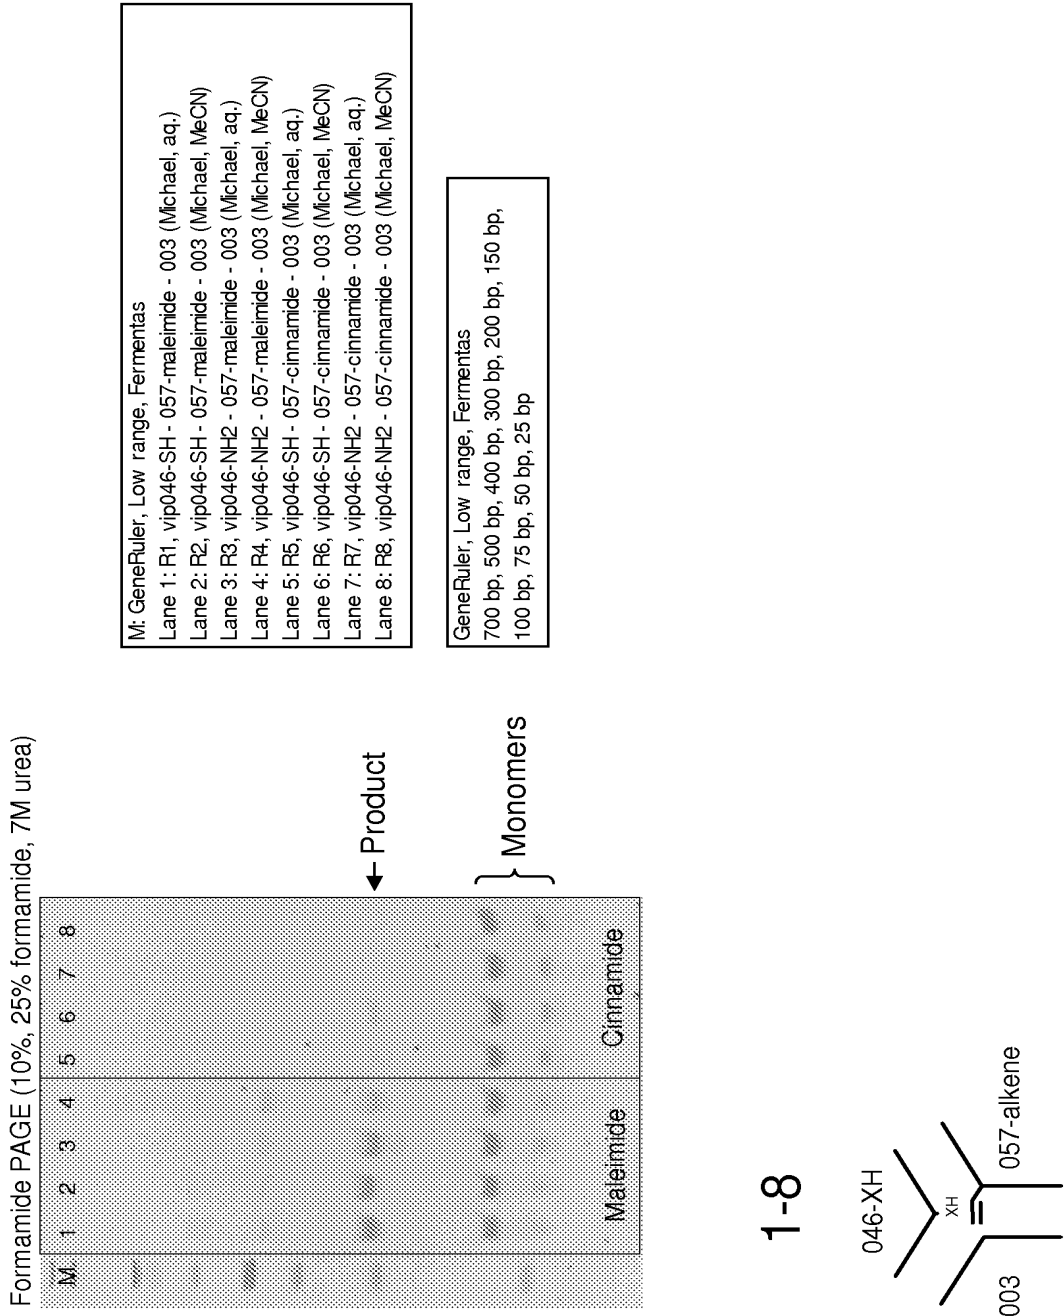 Formamide PAGE (10%, 25% formamide, 7M urea)
M 1 2 3 4 5 6 7 8
Maleimide
Cinnamide
Product
Monomers
M: GeneRuler, Low range, Fermentas
Lane 1: R1, vip046-SH - 057-maleimide - 003 (Michael, aq.)
Lane 2: R2, vip046-SH - 057-maleimide - 003 (Michael, MeCN)
Lane 3: R3, vip046-NH2 - 057-maleimide - 003 (Michael, aq.)
Lane 4: R4, vip046-NH2 - 057-maleimide - 003 (Michael, MeCN)
Lane 5: R5, vip046-SH - 057-cinnamide - 003 (Michael, aq.)
Lane 6: R6, vip046-SH - 057-cinnamide - 003 (Michael, MeCN)
Lane 7: R7, vip046-NH2 - 057-cinnamide - 003 (Michael, aq.)
Lane 8: R8, vip046-NH2 - 057-cinnamide - 003 (Michael, MeCN)
GeneRuler, Low range, Fermentas
700 bp, 500 bp, 400 bp, 300 bp, 200 bp, 150 bp,
100 bp, 75 bp, 50 bp, 25 bp
1-8
046-XH
XH
003
057-alkene